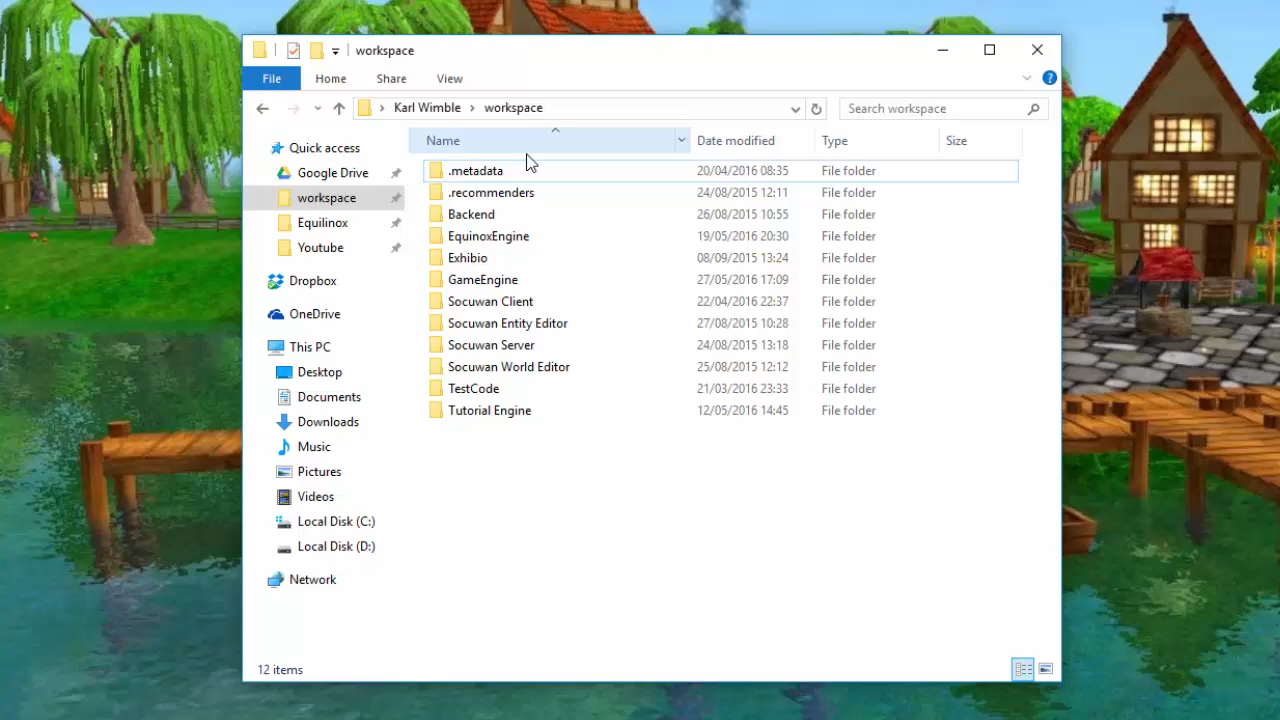 workspace
File Home Share View
Karl Wimble workspace Search workspace
Name Date modified Type Size
Quick access
Google Drive
workspace
Equilinox
Youtube
Dropbox
OneDrive
This PC
Desktop
Documents
Downloads
Music
Pictures
Videos
Local Disk (C:)
Local Disk (D:)
Network
.metadata 20/04/2016 08:35 File folder
.recommenders 24/08/2015 12:11 File folder
Backend 26/08/2015 10:55 File folder
EquinoxEngine 19/05/2016 20:30 File folder
Exhibio 08/09/2015 13:24 File folder
GameEngine 27/05/2016 17:09 File folder
Socuwan Client 22/04/2016 22:37 File folder
Socuwan Entity Editor 27/08/2015 10:28 File folder
Socuwan Server 24/08/2015 13:18 File folder
Socuwan World Editor 25/08/2015 12:12 File folder
TestCode 21/03/2016 23:33 File folder
Tutorial Engine 12/05/2016 14:45 File folder
12 items